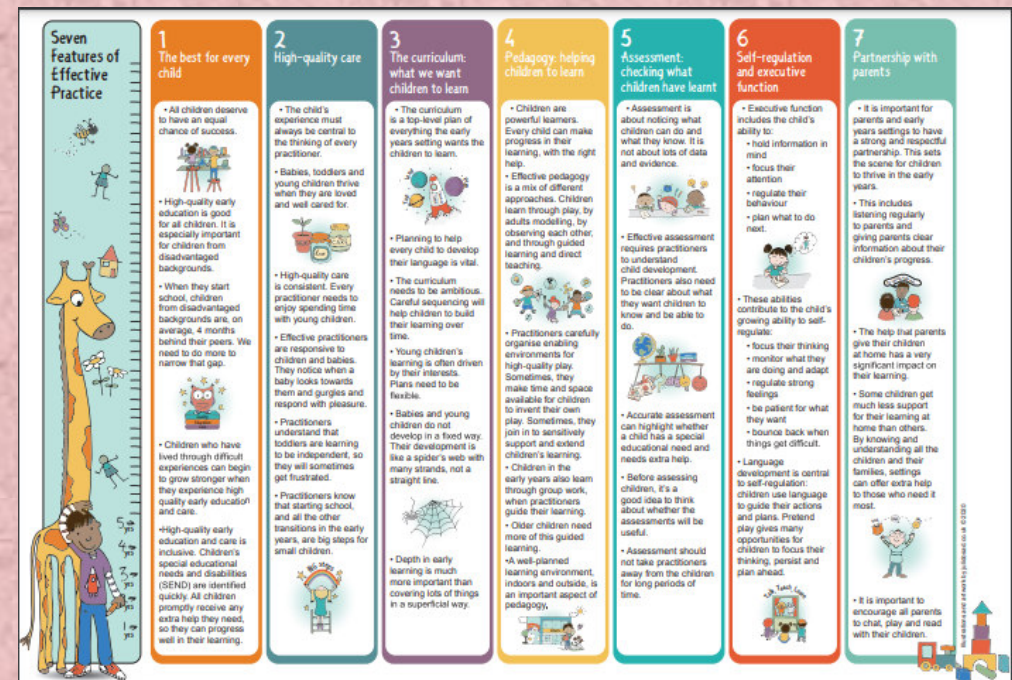 Seven
Features of
Effective
Practice
5 yrs
4 yrs
3 yrs
1 yrs
1
The best for every
child
• All children deserve
to have an equal
chance of success.
• High-quality early
education is good
for all children. It is
especially important
for children from
disadvantaged
backgrounds.
• When they start
school, children
from disadvantaged
backgrounds are, on
average, 4 months
behind their peers. We
need to do more to
narrow that gap.
• Children who have
lived through difficult
experiences can begin
to grow stronger when
they experience high
quality early education
and care.
•High-quality early
education and care is
inclusive. Children's
special educational
needs and disabilities
(SEND) are identified
quickly. All children
promptly receive any
extra help they need,
so they can progress
well in their learning.
2
High-quality care
• The child's
experience must
always be central to
the thinking of every
practitioner.
• Babies, toddlers and
young children thrive
when they are loved
and well cared for.
• High-quality care
is consistent. Every
practitioner needs to
enjoy spending time
with young children.
• Effective practitioners
are responsive to
children and babies.
They notice when a
baby looks towards
them and gurgles and
respond with pleasure.
• Practitioners
understand that
toddlers are learning
to be independent, so
they will sometimes
get frustrated.
• Practitioners know
that starting school,
and all the other
transitions in the early
years, are big steps for
small children.
Big steps
3
The curriculum:
what we want
children to learn
• The curriculum
is a top-level plan of
everything the early
years setting wants the
children to learn.
• Planning to help
every child to develop
their language is vital.
• The curriculum
needs to be ambitious.
Careful sequencing will
help children to build
their learning over
time.
• Young children's
learning is often driven
by their interests.
Plans need to be
flexible.
• Babies and young
children do not
develop in a fixed way.
Their development is
like a spider's web with
many strands, not a
straight line.
• Depth in early
learning is much
more important than
covering lots of things
in a superficial way.
4
Pedagogy: helping
children to learn
• Children are
powerful learners.
Every child can make
progress in their
learning, with the right
help.
• Effective pedagogy
is a mix of different
approaches. Children
learn through play, by
adults modelling, by
observing each other,
and through guided
learning and direct
teaching.
• Practitioners carefully
organise enabling
environments for
high-quality play.
Sometimes, they
make time and space
available for children
to invent their own
play. Sometimes, they
join in to sensitively
support and extend
children's learning.
• Children in the
early years also learn
through group work,
when practitioners
guide their learning.
• Older children need
more of this guided
learning.
•A well-planned
learning environment,
indoors and outside, is
an important aspect of
pedagogy.
5
Assessment:
checking what
children have learnt
• Assessment is
about noticing what
children can do and
what they know. It is
not about lots of data
and evidence.
• Effective assessment
requires practitioners
to understand
child development.
Practitioners also need
to be clear about what
they want children to
know and be able to
do.
• Accurate assessment
can highlight whether
a child has a special
educational need and
needs extra help.
• Before assessing
children, it's a
good idea to think
about whether the
assessments will be
useful.
• Assessment should
not take practitioners
away from the children
for long periods of
time.
6
Self-regulation
and executive
function
• Executive function
includes the child's
ability to:
• hold information in
mind
• focus their
attention
• regulate their
behaviour
• plan what to do
next.
• These abilities
contribute to the child's
growing ability to self-
regulate:
• focus their thinking
• monitor what they
are doing and adapt
• regulate strong
feelings
• be patient for what
they want
• bounce back when
things get difficult.
• Language
development is central
to self-regulation:
children use language
to guide their actions
and plans. Pretend
play gives many
opportunities for
children to focus their
thinking, persist and
plan ahead.
7
Partnership with
parents
• It is important for
parents and early
years settings to have
a strong and respectful
partnership. This sets
the scene for children
to thrive in the early
years.
• This includes
listening regularly
to parents and
giving parents clear
information about their
children's progress.
• The help that parents
give their children
at home has a very
significant impact on
their learning.
• Some children get
much less support
for their learning at
home than others.
By knowing and
understanding all the
children and their
families, settings
can offer extra help
to those who need it
most.
• It is important to
encourage all parents
to chat, play and read
with their children.